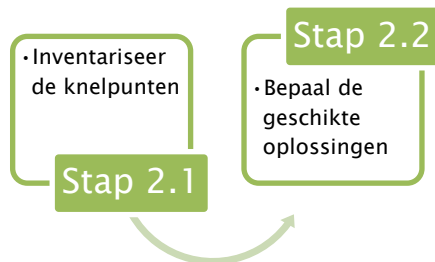 ·Inventariseer
de knelpunten
Stap 2.1
Stap 2.2
·Bepaal de
geschikte
oplossingen